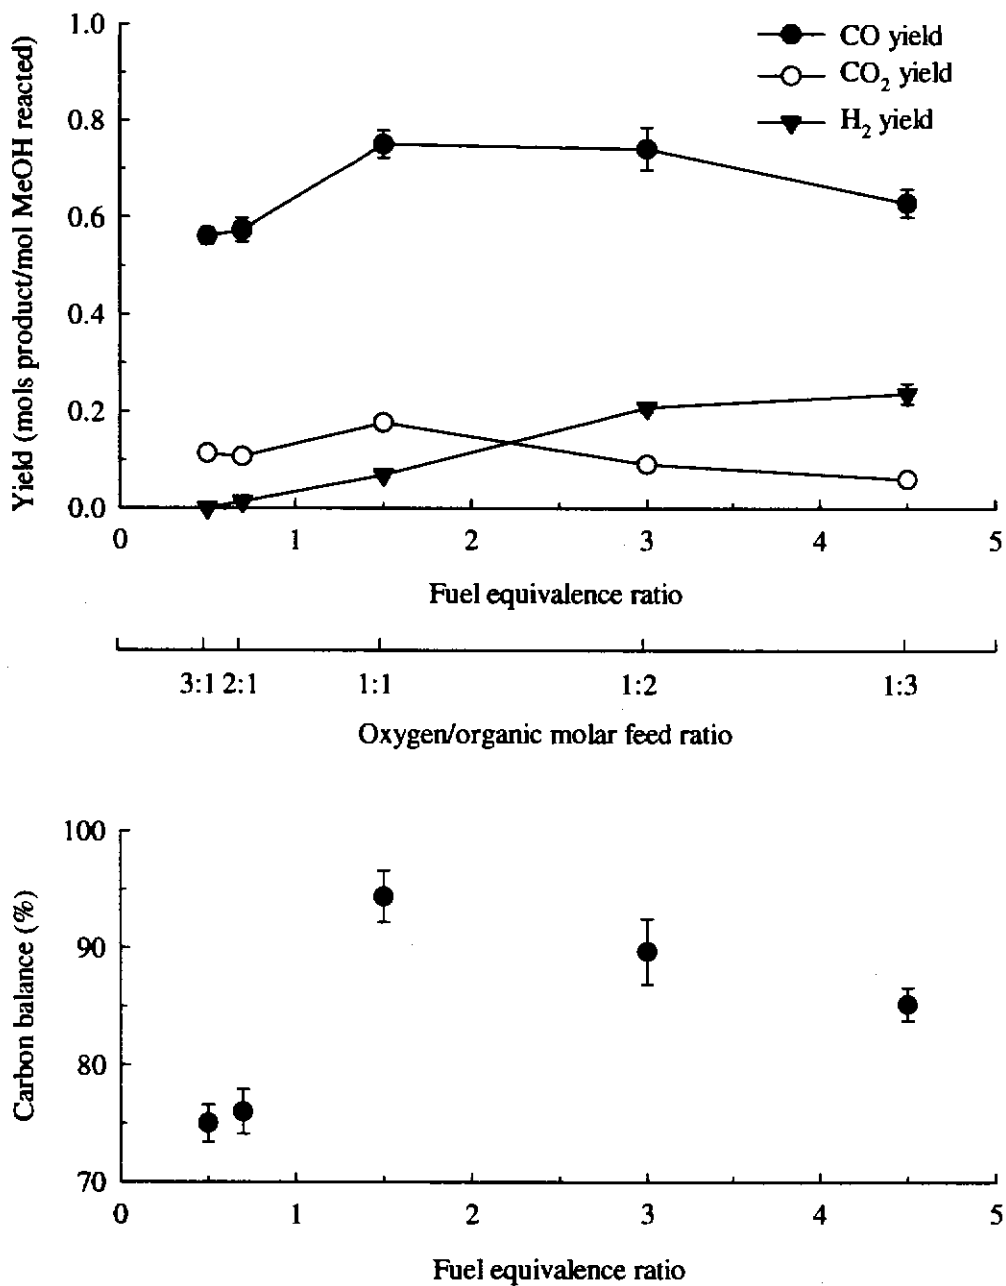 CO yield
CO2 yield
H2 yield
Yield (mols product/mol MeOH reacted)
1.0
0.8
0.6
0.4
0.2
0.0
0 1 2 3 4 5
Fuel equivalence ratio
3:1 2:1 1:1 1:2 1:3
Oxygen/organic molar feed ratio
Carbon balance (%)
100
90
80
70
0 1 2 3 4 5
Fuel equivalence ratio